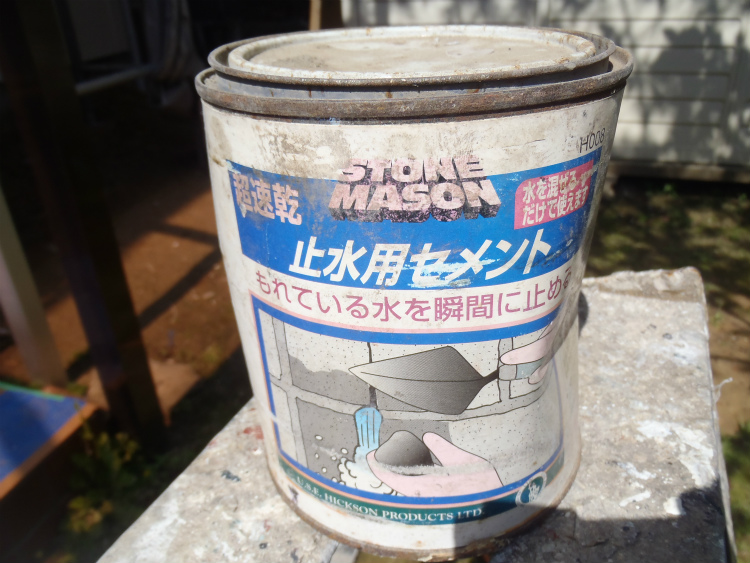 H008
STONE
MASON
超速乾
水を混ぜる
だけで使えます
止水用セメント
もれている水を瞬間に止める
U.S.E. HICKSON PRODUCTS LTD.